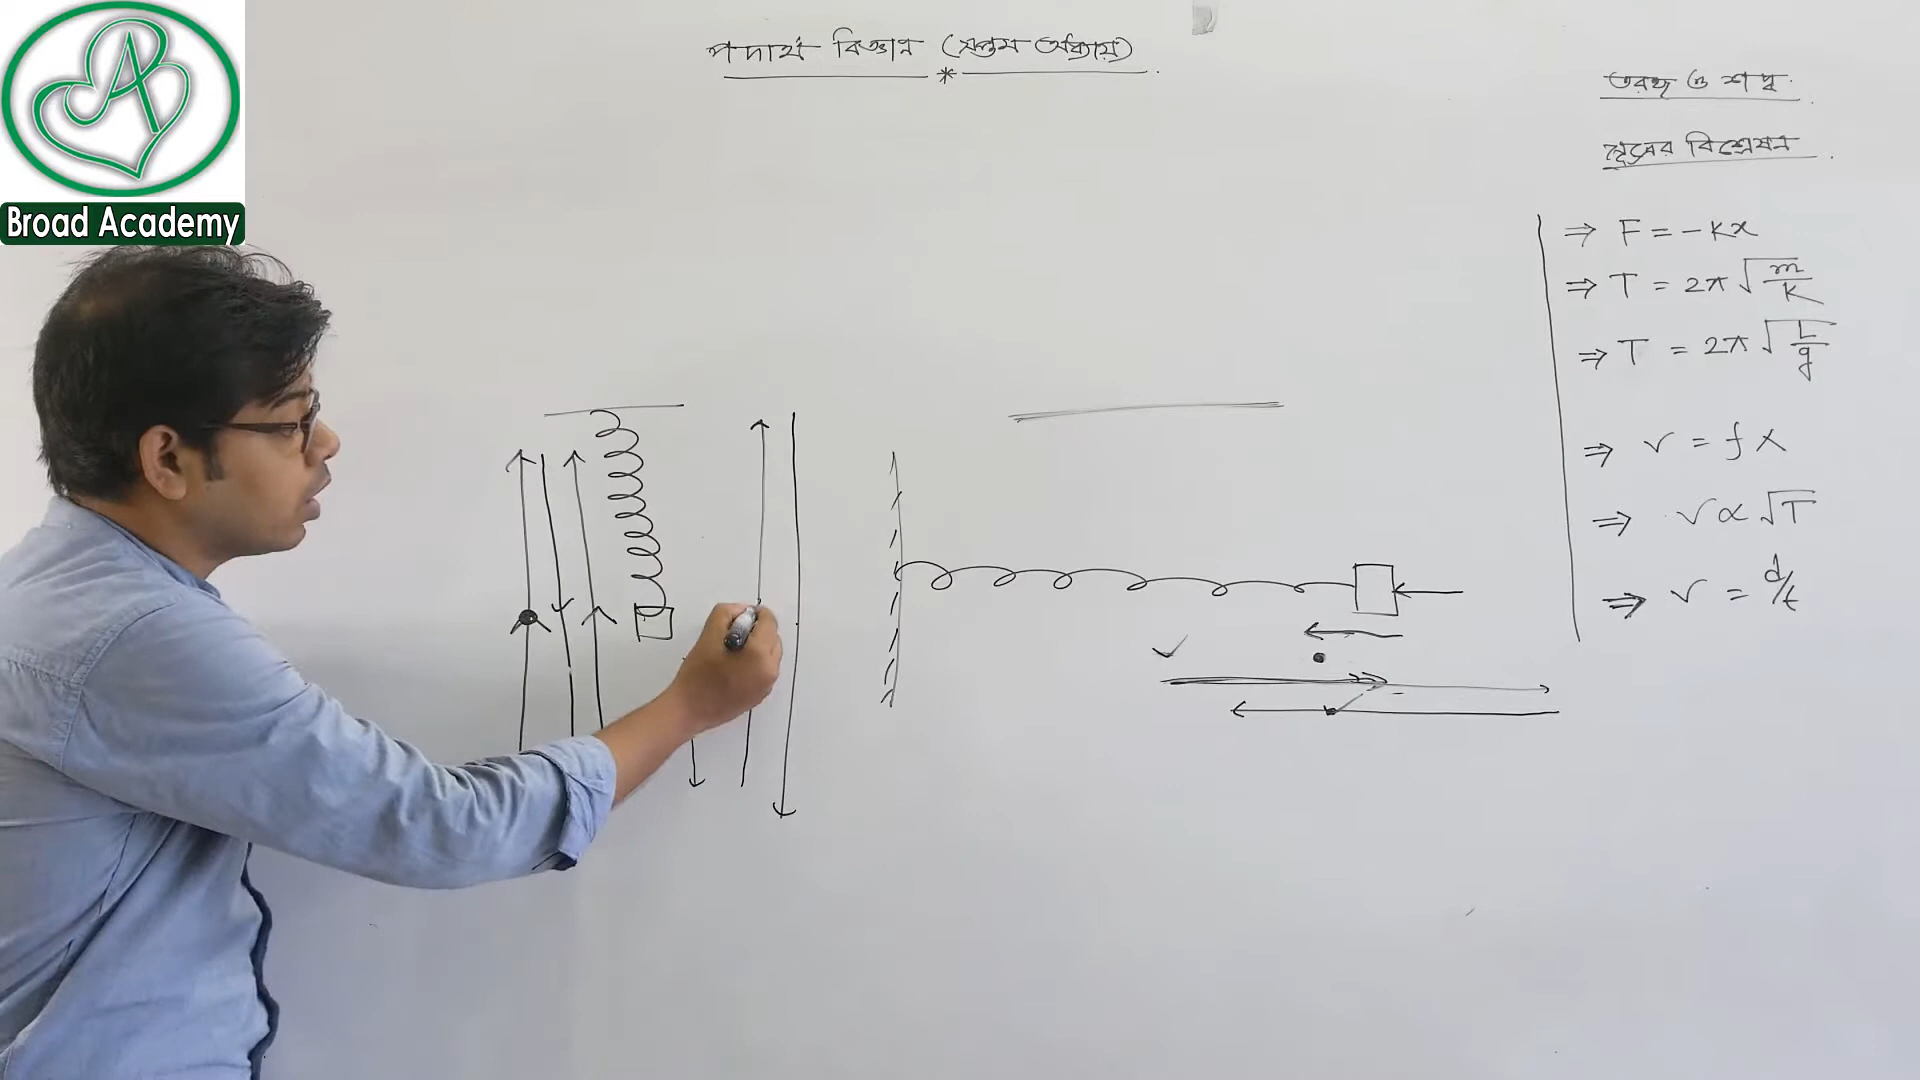 A
Broad Academy
পদার্থ বিজ্ঞান (সপ্তম অধ্যায়)
তরঙ্গ ও শব্দ
সূত্রের বিশ্লেষন
⇒ F = -kx
⇒ T = 2π√(m/k)
⇒ T = 2π√(L/g)
⇒ v = fλ
⇒ v ∝ √T
⇒ v = d/t